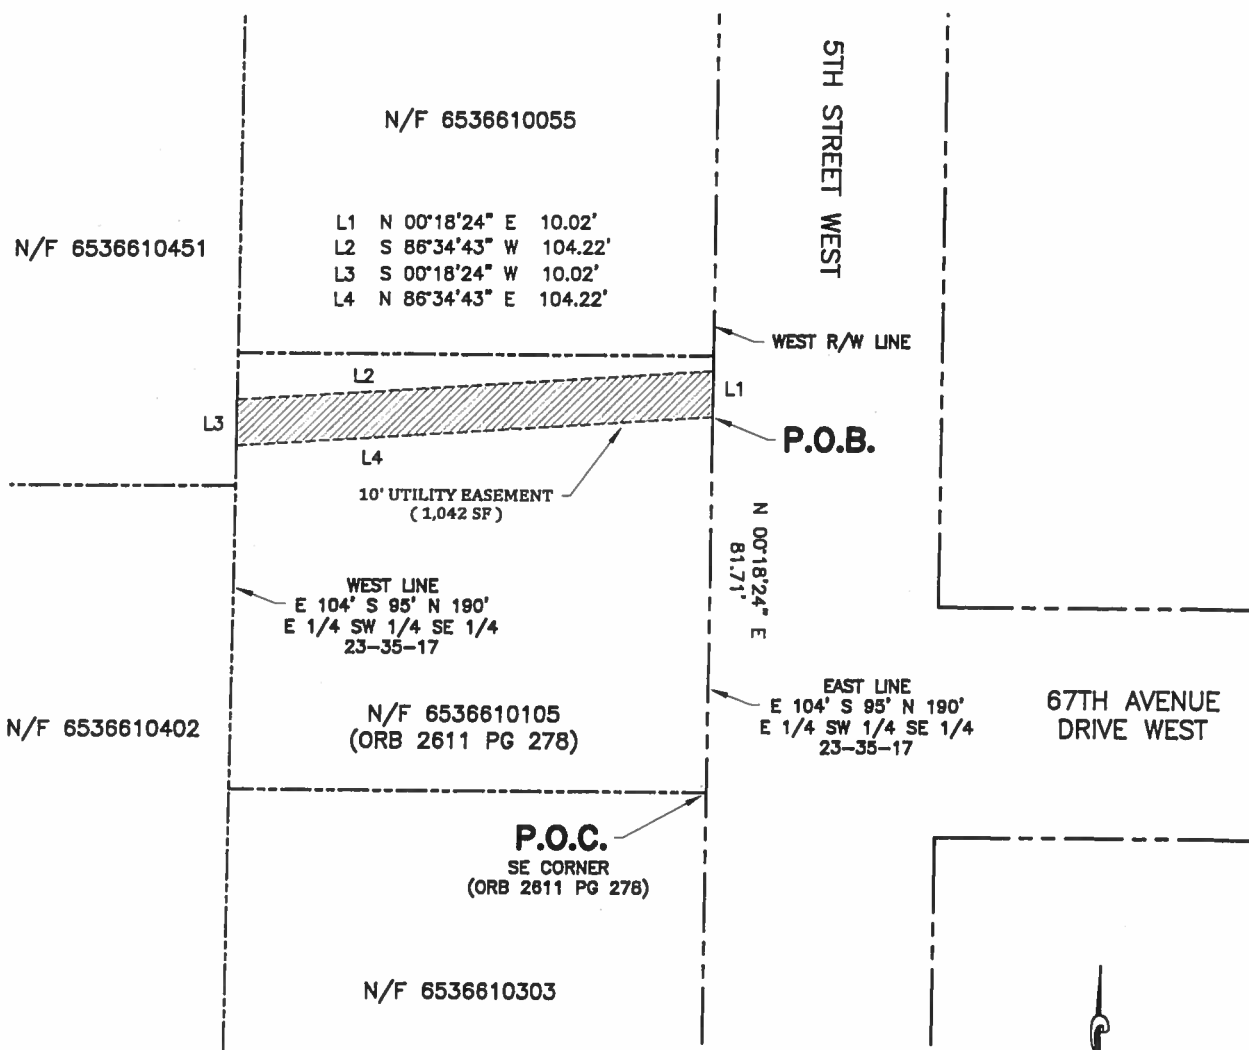 5TH STREET WEST
N/F 6536610055
L1 N 00°18'24" E 10.02'
L2 S 86°34'43" W 104.22'
L3 S 00°18'24" W 10.02'
L4 N 86°34'43" E 104.22'
N/F 6536610451
WEST R/W LINE
L2
L1
L3
P.O.B.
L4
10' UTILITY EASEMENT
( 1,042 SF )
N 00°18'24" E
81.71'
WEST LINE
E 104' S 95' N 190'
E 1/4 SW 1/4 SE 1/4
23-35-17
EAST LINE
E 104' S 95' N 190'
E 1/4 SW 1/4 SE 1/4
23-35-17
67TH AVENUE
DRIVE WEST
N/F 6536610402
N/F 6536610105
(ORB 2611 PG 278)
P.O.C.
SE CORNER
(ORB 2611 PG 278)
N/F 6536610303